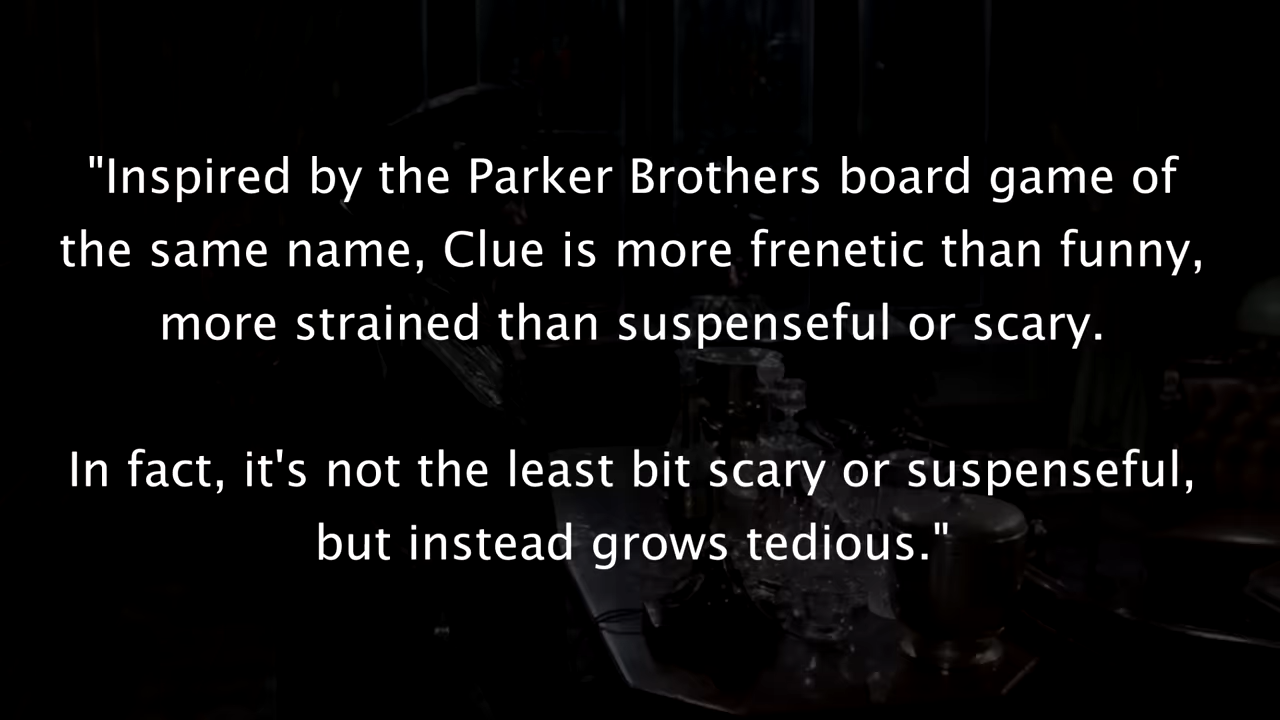 "Inspired by the Parker Brothers board game of
the same name, Clue is more frenetic than funny,
more strained than suspenseful or scary.
In fact, it's not the least bit scary or suspenseful,
but instead grows tedious."